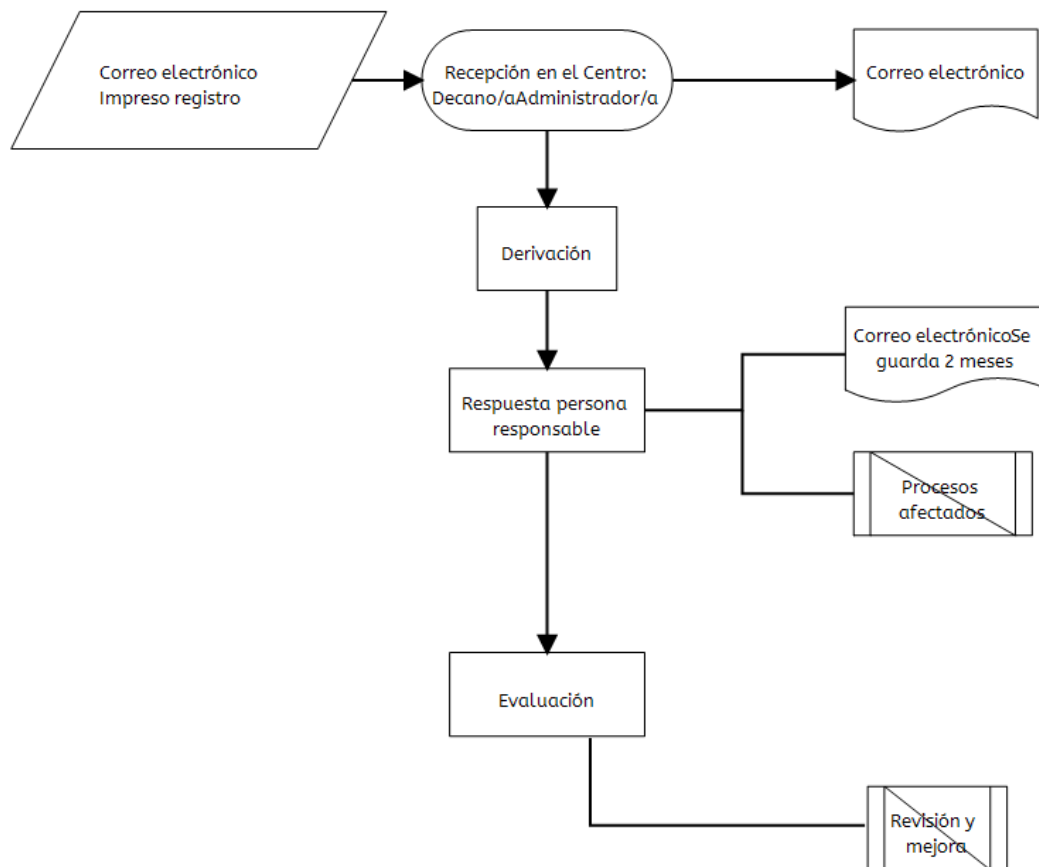 Correo electrónico
Impreso registro
Recepción en el Centro:
Decano/aAdministrador/a
Correo electrónico
Derivación
Correo electrónicoSe
guarda 2 meses
Respuesta persona
responsable
Procesos
afectados
Evaluación
Revisión y
mejora